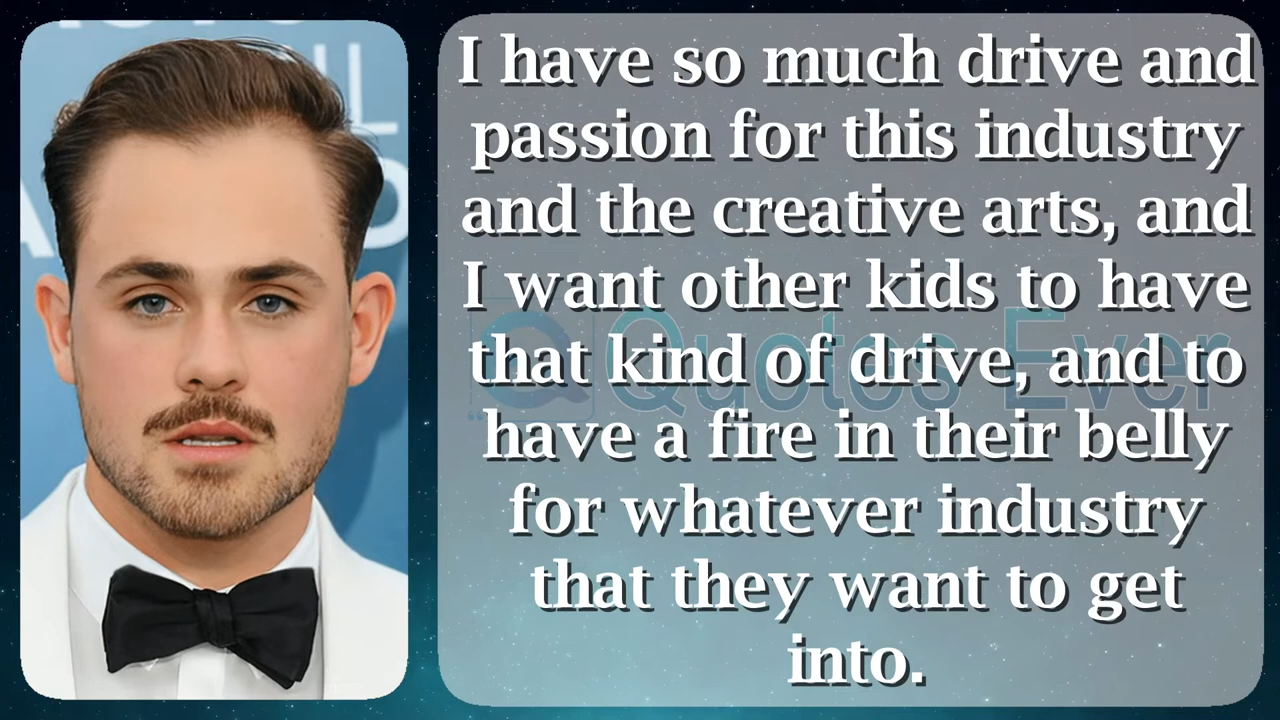 I have so much drive and
passion for this industry
and the creative arts, and
I want other kids to have
that kind of drive, and to
have a fire in their belly
for whatever industry
that they want to get
into.
Quotes Ever